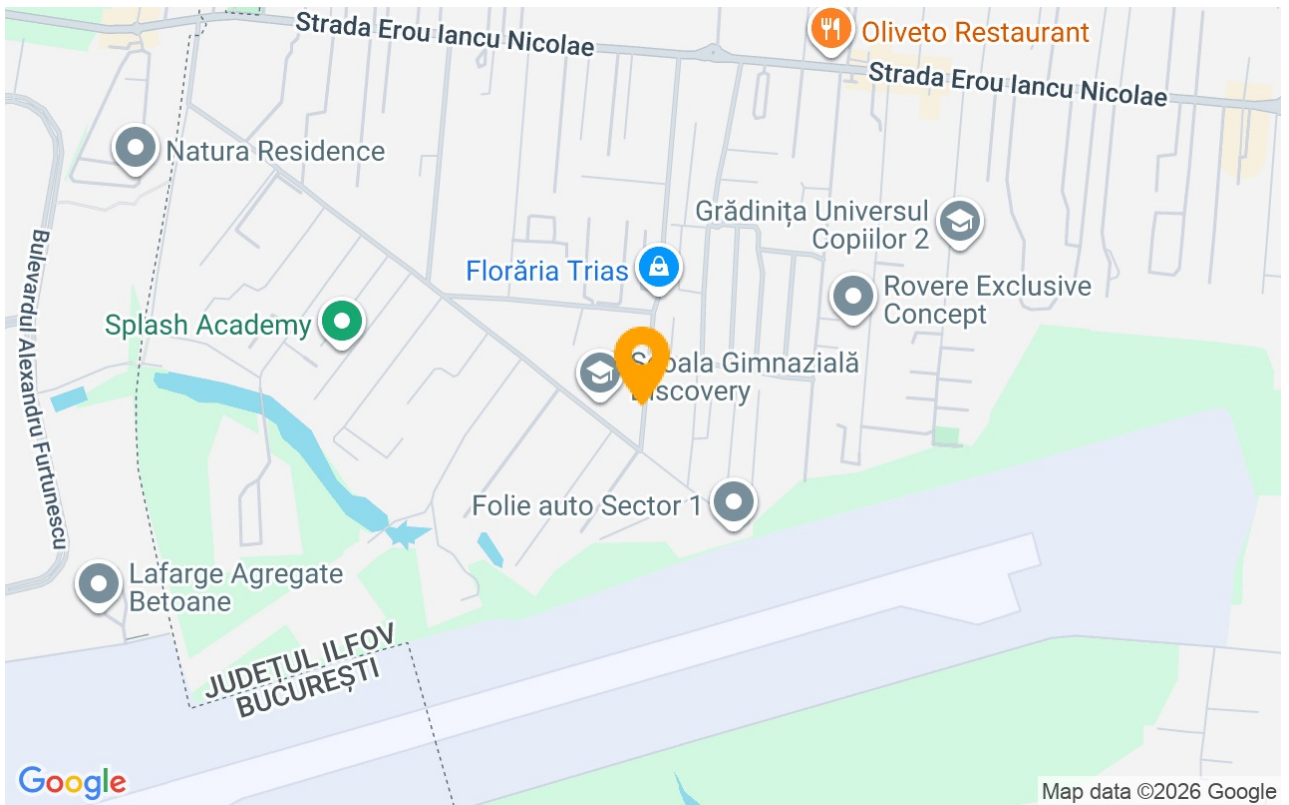 Strada Erou Iancu Nicolae
Oliveto Restaurant
Strada Erou Iancu Nicolae
Natura Residence
Grădinița Universul
Copiilor 2
Florăria Trias
Rovere Exclusive
Concept
Splash Academy
Bulevardul Alexandru Furtunescu
Gimnazială
Folie auto Sector 1
Lafarge Agregate
Betoane
JUDEȚUL ILFOV
BUCUREȘTI
Google
Map data ©2026 Google